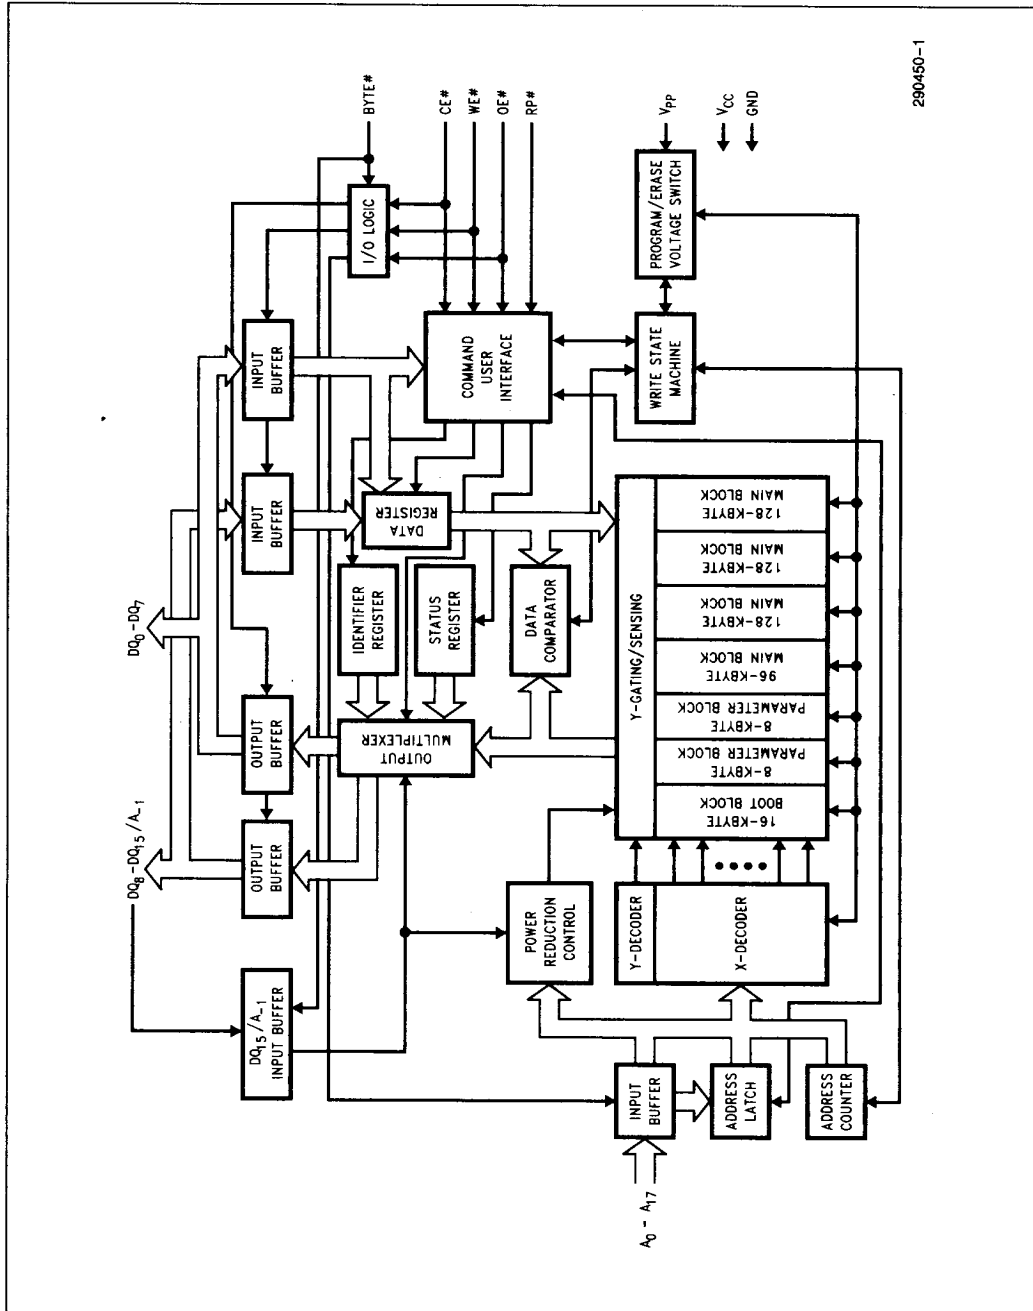 290450-1
DQ8-DQ15/A-1
DQ0-DQ7
DQ15/A-1
INPUT BUFFER
OUTPUT
BUFFER
OUTPUT
BUFFER
INPUT
BUFFER
INPUT
BUFFER
I/O LOGIC
BYTE#
CE#
WE#
OE#
RP#
OUTPUT
MULTIPLEXER
IDENTIFIER
REGISTER
STATUS
REGISTER
DATA
REGISTER
COMMAND
USER
INTERFACE
POWER
REDUCTION
CONTROL
DATA
COMPARATOR
A0 - A17
INPUT
BUFFER
ADDRESS
LATCH
ADDRESS
COUNTER
Y-DECODER
X-DECODER
Y-GATING/SENSING
16-KBYTE
BOOT BLOCK
8-KBYTE
PARAMETER BLOCK
8-KBYTE
PARAMETER BLOCK
96-KBYTE
MAIN BLOCK
128-KBYTE
MAIN BLOCK
128-KBYTE
MAIN BLOCK
128-KBYTE
MAIN BLOCK
WRITE STATE
MACHINE
PROGRAM/ERASE
VOLTAGE SWITCH
VPP
VCC
GND